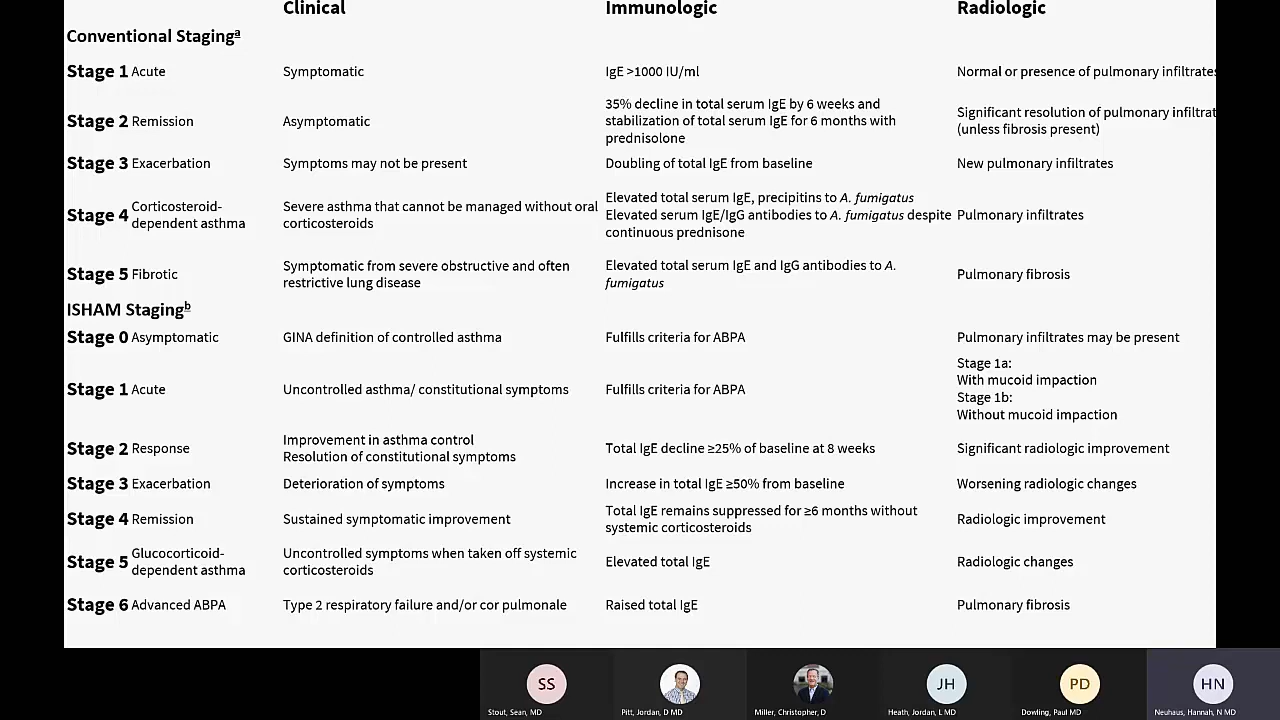 Clinical Immunologic Radiologic
Conventional Staginga
Stage 1 Acute Symptomatic IgE >1000 IU/ml Normal or presence of pulmonary infiltrates
Stage 2 Remission Asymptomatic 35% decline in total serum IgE by 6 weeks and
stabilization of total serum IgE for 6 months with
prednisolone
Significant resolution of pulmonary infiltrat
(unless fibrosis present)
Stage 3 Exacerbation Symptoms may not be present Doubling of total IgE from baseline New pulmonary infiltrates
Stage 4 Corticosteroid-
dependent asthma
Severe asthma that cannot be managed without oral
corticosteroids
Elevated total serum IgE, precipitins to A. fumigatus
Elevated serum IgE/IgG antibodies to A. fumigatus despite
continuous prednisone
Pulmonary infiltrates
Stage 5 Fibrotic Symptomatic from severe obstructive and often
restrictive lung disease
Elevated total serum IgE and IgG antibodies to A.
fumigatus
Pulmonary fibrosis
ISHAM Stagingb
Stage 0 Asymptomatic GINA definition of controlled asthma Fulfills criteria for ABPA Pulmonary infiltrates may be present
Stage 1 Acute Uncontrolled asthma/ constitutional symptoms Fulfills criteria for ABPA
Stage 1a:
With mucoid impaction
Stage 1b:
Without mucoid impaction
Stage 2 Response Improvement in asthma control
Resolution of constitutional symptoms
Total IgE decline ≥25% of baseline at 8 weeks Significant radiologic improvement
Stage 3 Exacerbation Deterioration of symptoms Increase in total IgE ≥50% from baseline Worsening radiologic changes
Stage 4 Remission Sustained symptomatic improvement Total IgE remains suppressed for ≥6 months without
systemic corticosteroids
Radiologic improvement
Stage 5 Glucocorticoid-
dependent asthma
Uncontrolled symptoms when taken off systemic
corticosteroids
Elevated total IgE Radiologic changes
Stage 6 Advanced ABPA Type 2 respiratory failure and/or cor pulmonale Raised total IgE Pulmonary fibrosis
SS JH PD HN
Stout, Sean, MD Pitt, Jordan, D MD Miller, Christopher, D Heath, Jordan, L MD Dowling, Paul MD Neuhaus, Hannah, N MD